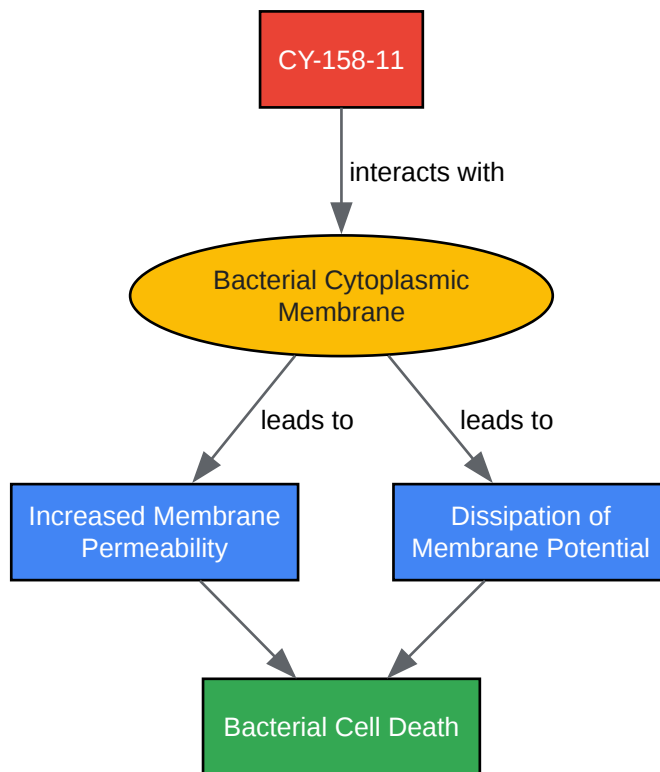 CY-158-11
interacts with
Bacterial Cytoplasmic
Membrane
leads to
leads to
Increased Membrane
Permeability
Dissipation of
Membrane Potential
Bacterial Cell Death